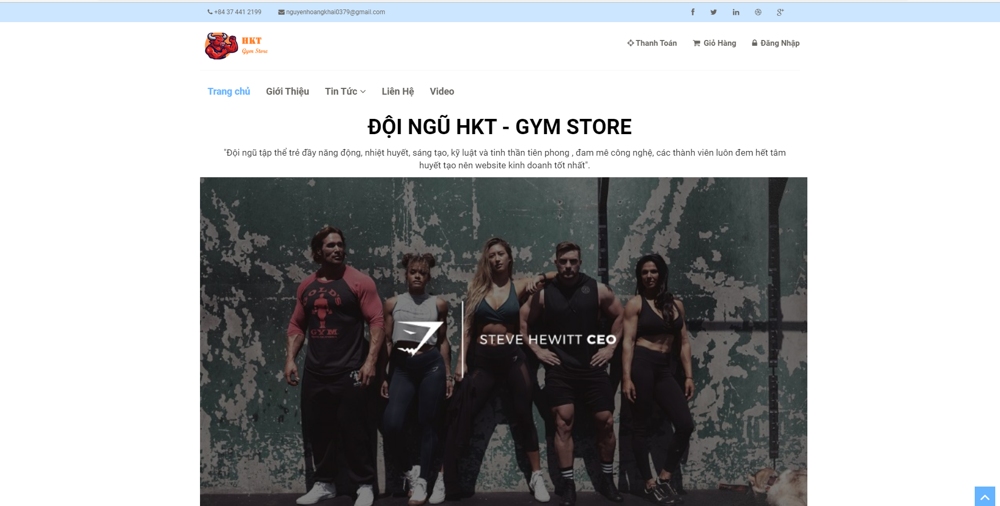 +84 37 441 2199 nguyenhoangkhai0379@gmail.com
HKT
Gym Store
Thanh Toán Giỏ Hàng Đăng Nhập
Trang chủ Giới Thiệu Tin Tức Liên Hệ Video
ĐỘI NGŨ HKT - GYM STORE
"Đội ngũ tập thể trẻ đầy năng động, nhiệt huyết, sáng tạo, kỹ luật và tinh thần tiên phong , đam mê công nghệ, các thành viên luôn đem hết tâm
huyết tạo nên website kinh doanh tốt nhất".
GOLD'S
GYM
STEVE HEWITT CEO